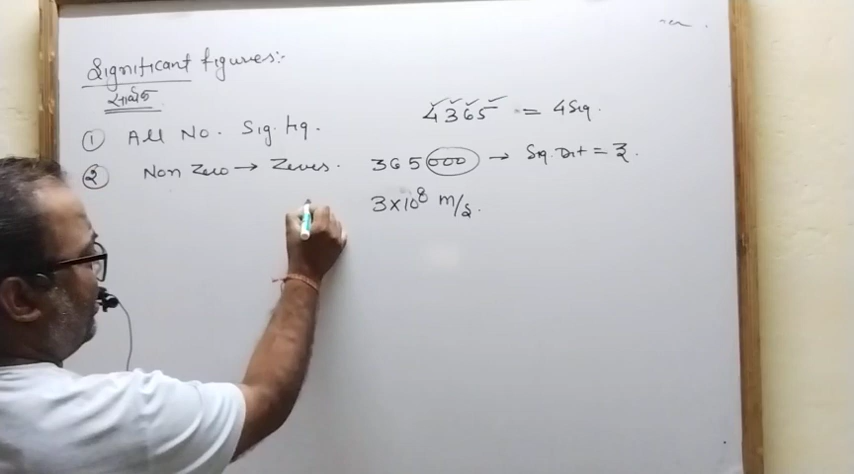 Significant figures:-
सार्थक
① All No. Sig. fig.
4365 = 4 Sig.
② Non Zero → Zeros. 365000 → Sig. Dit = 3.
3×10⁸ m/s.